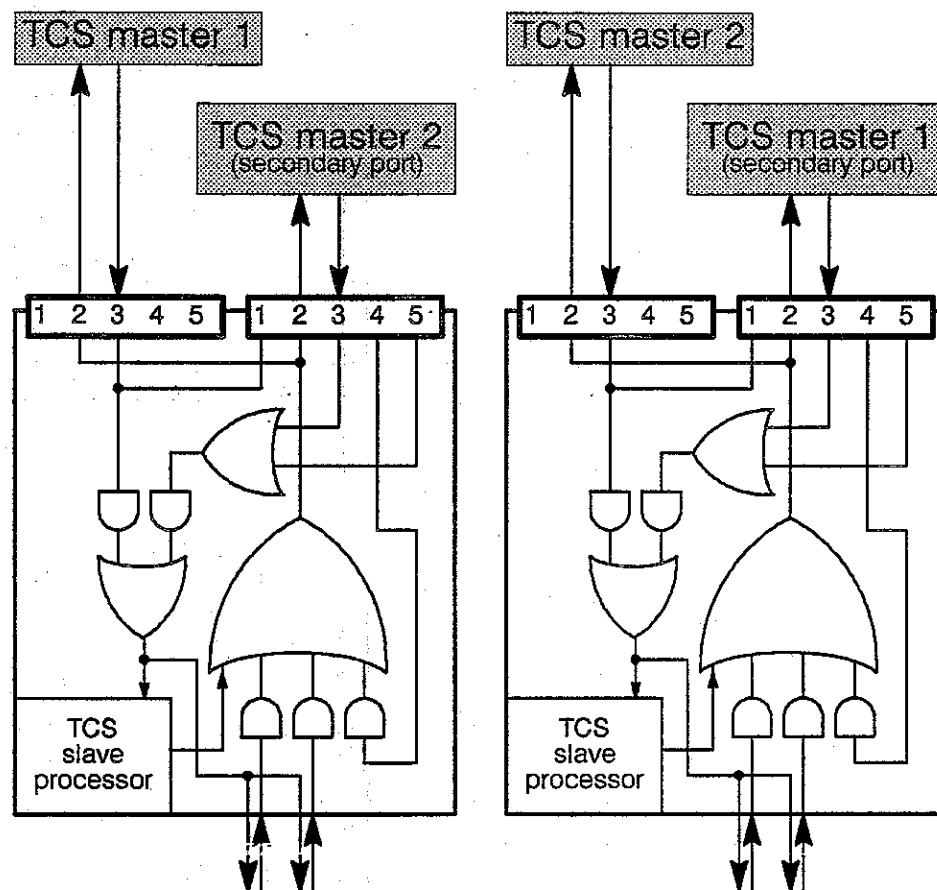 TCS master 1
TCS master 2
TCS master 2
(secondary port)
TCS master 1
(secondary port)
1 2 3 4 5
1 2 3 4 5
1 2 3 4 5
1 2 3 4 5
TCS
slave
processor
TCS
slave
processor